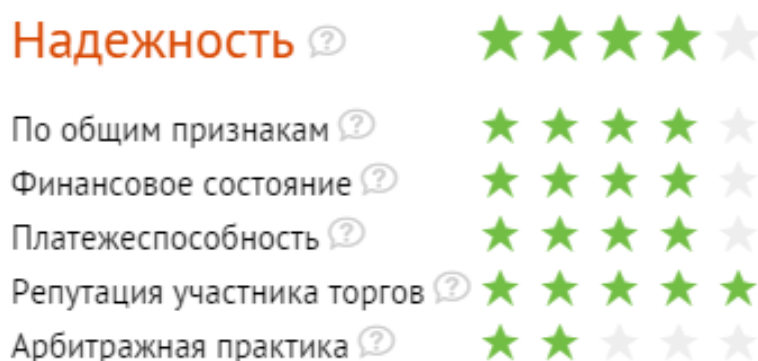 Надежность ?
По общим признакам ?
Финансовое состояние ?
Платежеспособность ?
Репутация участника торгов ?
Арбитражная практика ?